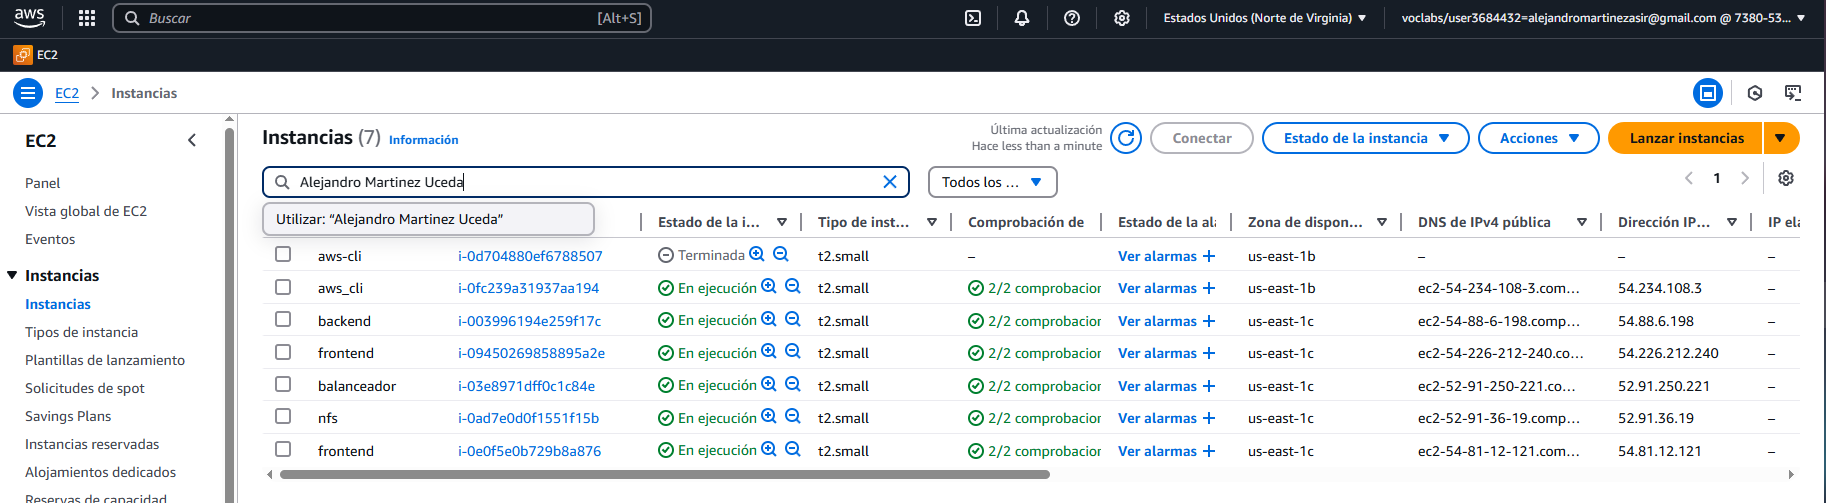 aws Buscar [Alt+S] Estados Unidos (Norte de Virginia) voclabs/user3684432=alejandromartinezasir@gmail.com @ 7380-53...
EC2
EC2 Instancias
EC2
Panel
Vista global de EC2
Eventos
Instancias
Instancias
Tipos de instancia
Plantillas de lanzamiento
Solicitudes de spot
Savings Plans
Instancias reservadas
Alojamientos dedicados
Reservas de capacidad
Instancias (7) Información
Última actualización
Hace less than a minute
Conectar Estado de la instancia Acciones Lanzar instancias
Alejandro Martinez Uceda Todos los ... 1
Utilizar: “Alejandro Martinez Uceda”
Estado de la i... Tipo de inst... Comprobación de Estado de la ala Zona de dispon... DNS de IPv4 pública Dirección IP... IP ela
aws-cli i-0d704880ef6788507 Terminada t2.small – Ver alarmas + us-east-1b – – –
aws_cli i-0fc239a31937aa194 En ejecución t2.small 2/2 comprobacior Ver alarmas + us-east-1b ec2-54-234-108-3.com... 54.234.108.3 –
backend i-003996194e259f17c En ejecución t2.small 2/2 comprobacior Ver alarmas + us-east-1c ec2-54-88-6-198.comp... 54.88.6.198 –
frontend i-09450269858895a2e En ejecución t2.small 2/2 comprobacior Ver alarmas + us-east-1c ec2-54-226-212-240.co... 54.226.212.240 –
balanceador i-03e8971dff0c1c84e En ejecución t2.small 2/2 comprobacior Ver alarmas + us-east-1c ec2-52-91-250-221.co... 52.91.250.221 –
nfs i-0ad7e0d0f1551f15b En ejecución t2.small 2/2 comprobacior Ver alarmas + us-east-1c ec2-52-91-36-19.comp... 52.91.36.19 –
frontend i-0e0f5e0b729b8a876 En ejecución t2.small 2/2 comprobacior Ver alarmas + us-east-1c ec2-54-81-12-121.com... 54.81.12.121 –